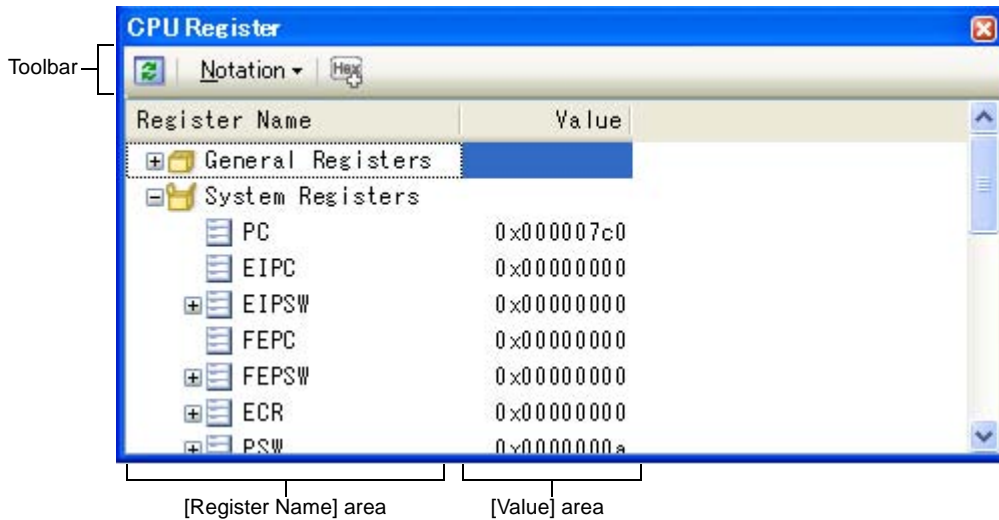 CPU Register
Toolbar
Notation
Hex
Register Name Value
General Registers
System Registers
PC 0x000007c0
EIPC 0x00000000
EIPSW 0x00000000
FEPC 0x00000000
FEPSW 0x00000000
ECR 0x00000000
PSW 0x0000000a
[Register Name] area [Value] area